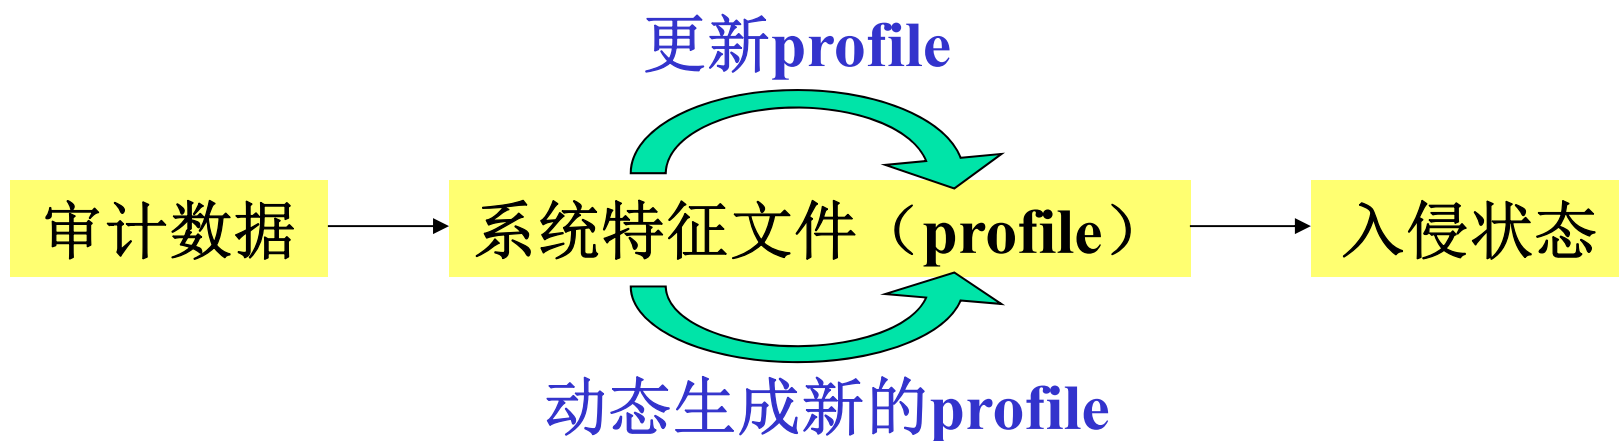 更新profile
审计数据
系统特征文件（profile）
入侵状态
动态生成新的profile